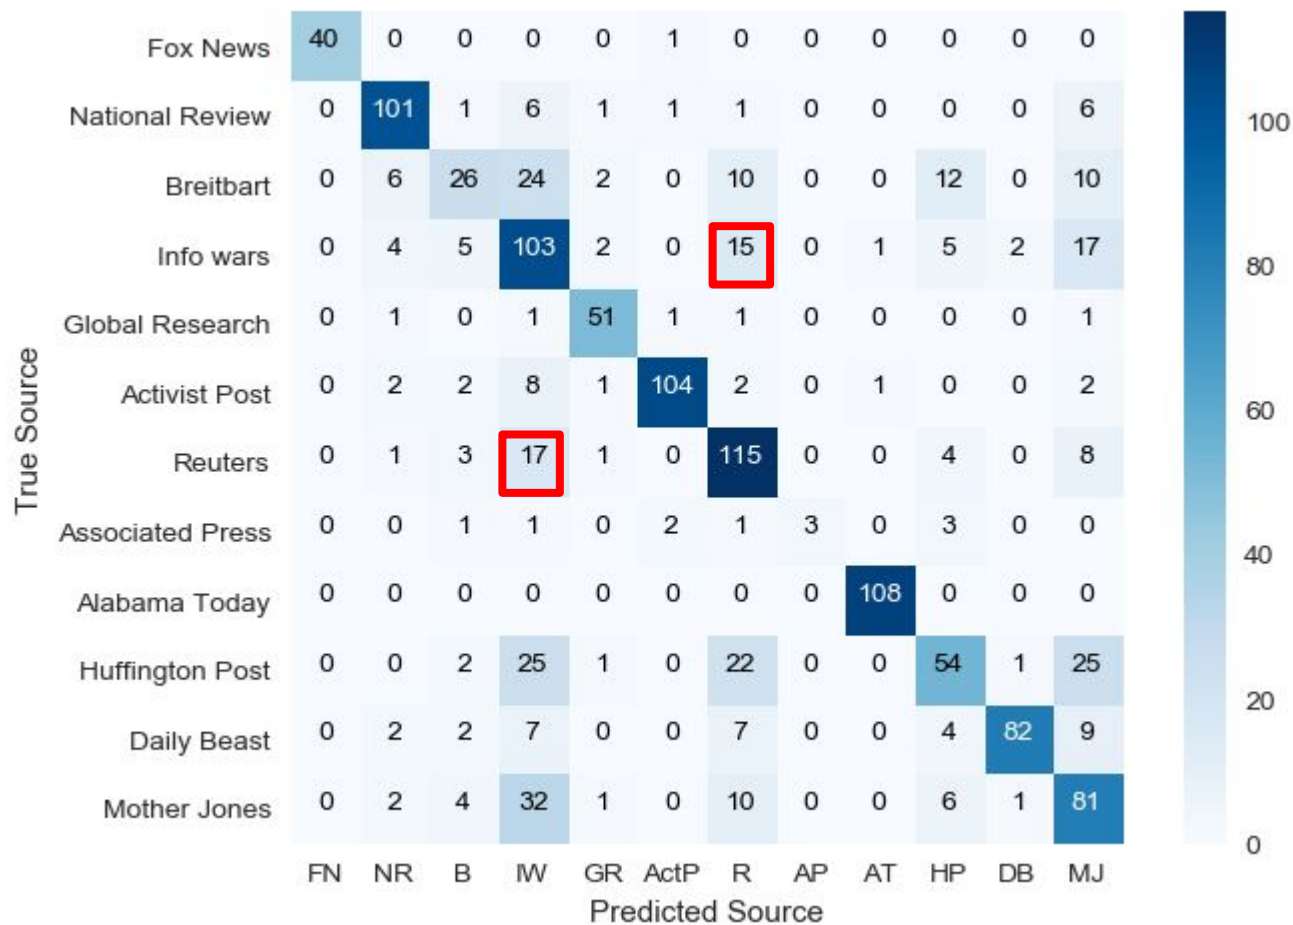 Fox News 40 0 0 0 0 1 0 0 0 0 0 0
National Review 0 101 1 6 1 1 1 0 0 0 0 6
Breitbart 0 6 26 24 2 0 10 0 0 12 0 10
Info wars 0 4 5 103 2 0 15 0 1 5 2 17
Global Research 0 1 0 1 51 1 1 0 0 0 0 1
Activist Post 0 2 2 8 1 104 2 0 1 0 0 2
Reuters 0 1 3 17 1 0 115 0 0 4 0 8
Associated Press 0 0 1 1 0 2 1 3 0 3 0 0
Alabama Today 0 0 0 0 0 0 0 0 108 0 0 0
Huffington Post 0 0 2 25 1 0 22 0 0 54 1 25
Daily Beast 0 2 2 7 0 0 7 0 0 4 82 9
Mother Jones 0 2 4 32 1 0 10 0 0 6 1 81
FN NR B IW GR ActP R AP AT HP DB MJ
Predicted Source
True Source
100
80
60
40
20
0